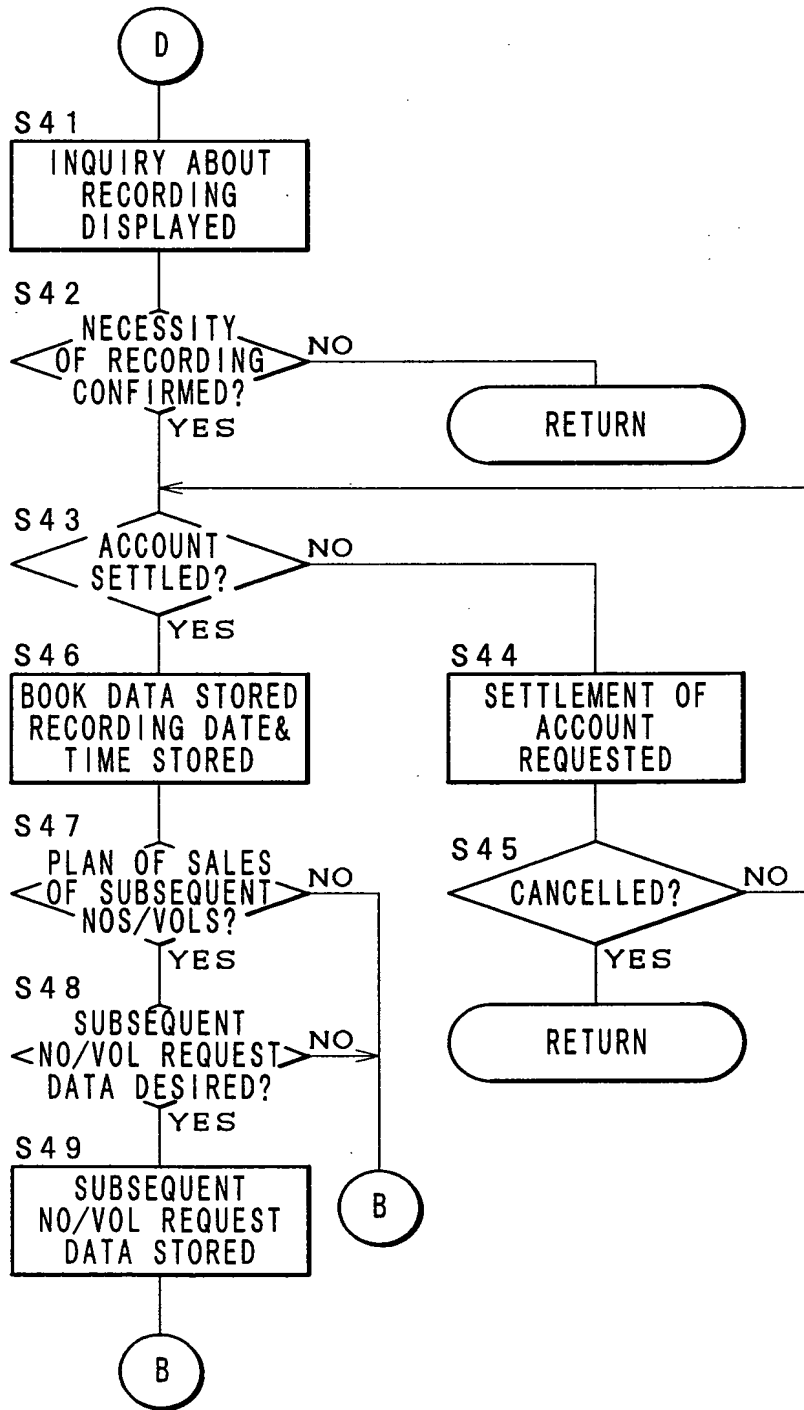 D
S41
INQUIRY ABOUT
RECORDING
DISPLAYED
S42
NECESSITY
OF RECORDING
CONFIRMED?
NO
YES
RETURN
S43
ACCOUNT
SETTLED?
NO
YES
S46
BOOK DATA STORED
RECORDING DATE&
TIME STORED
S44
SETTLEMENT OF
ACCOUNT
REQUESTED
S47
PLAN OF SALES
OF SUBSEQUENT
NOS/VOLS?
NO
YES
S45
CANCELLED?
NO
YES
RETURN
S48
SUBSEQUENT
NO/VOL REQUEST
DATA DESIRED?
NO
YES
S49
SUBSEQUENT
NO/VOL REQUEST
DATA STORED
B
B